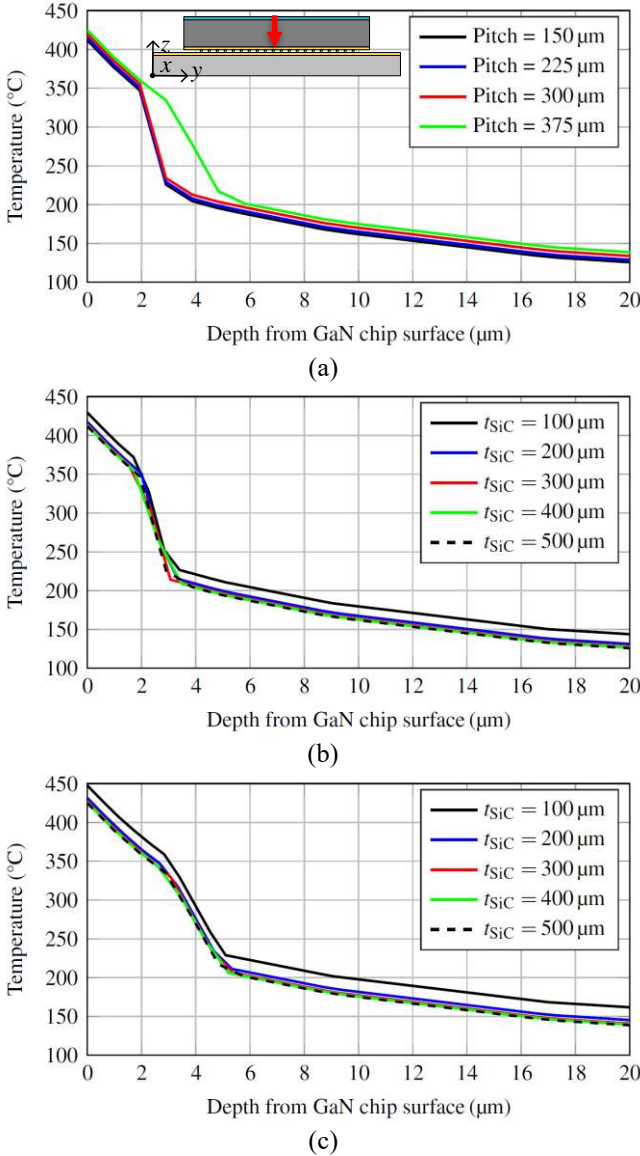 450
400
350
300
250
200
150
100
Temperature (°C)
z
x
y
Pitch = 150 µm
Pitch = 225 µm
Pitch = 300 µm
Pitch = 375 µm
0 2 4 6 8 10 12 14 16 18 20
Depth from GaN chip surface (µm)
(a)
450
400
350
300
250
200
150
100
Temperature (°C)
tSiC = 100 µm
tSiC = 200 µm
tSiC = 300 µm
tSiC = 400 µm
tSiC = 500 µm
0 2 4 6 8 10 12 14 16 18 20
Depth from GaN chip surface (µm)
(b)
450
400
350
300
250
200
150
100
Temperature (°C)
tSiC = 100 µm
tSiC = 200 µm
tSiC = 300 µm
tSiC = 400 µm
tSiC = 500 µm
0 2 4 6 8 10 12 14 16 18 20
Depth from GaN chip surface (µm)
(c)